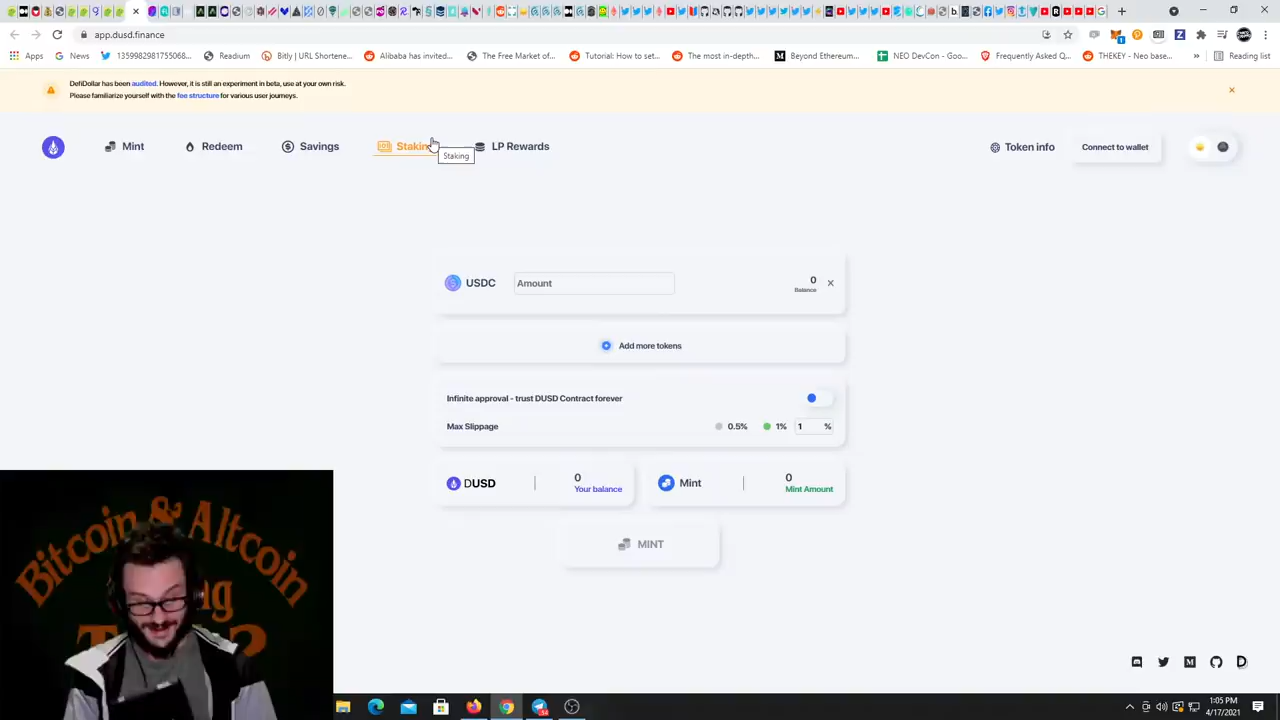 app.dusd.finance
Apps
News
1359982981755068...
Readium
Bitly | URL Shortene...
Alibaba has invited...
The Free Market of...
Tutorial: How to set...
The most in-depth...
Beyond Ethereum...
NEO DevCon - Goo...
Frequently Asked Q...
THEKEY - Neo base...
»
Reading list
DefiDollar has been audited. However, it is still an experiment in beta, use at your own risk.
Please familiarize yourself with the fee structure for various user journeys.
Mint
Redeem
Savings
Staking
LP Rewards
Token info
Connect to wallet
Staking
USDC
Amount
0
Balance
Add more tokens
Infinite approval - trust DUSD Contract forever
Max Slippage
0.5%
1%
1 %
DUSD
0
Your balance
Mint
0
Mint Amount
MINT
Bitcoin & Altcoin
1:05 PM
4/17/2021